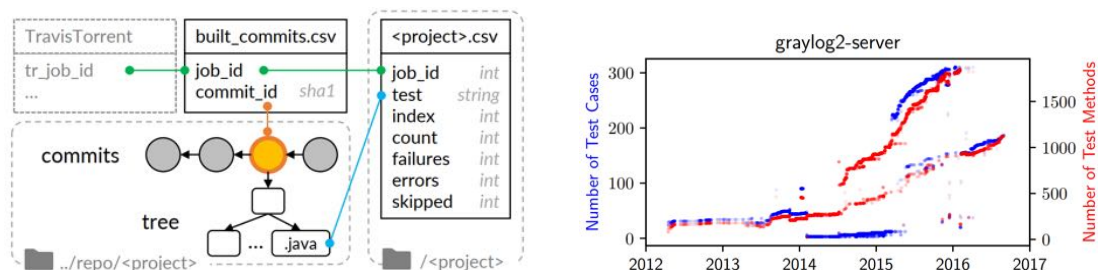 TravisTorrent
tr_job_id
...
built_commits.csv
job_id
commit_id sha1
<project>.csv
job_id int
test string
index int
count int
failures int
errors int
skipped int
commits
tree
... .java
../repo/<project>
/<project>
graylog2-server
Number of Test Cases
300
200
100
0
2012 2013 2014 2015 2016 2017
1500
1000
500
0
Number of Test Methods